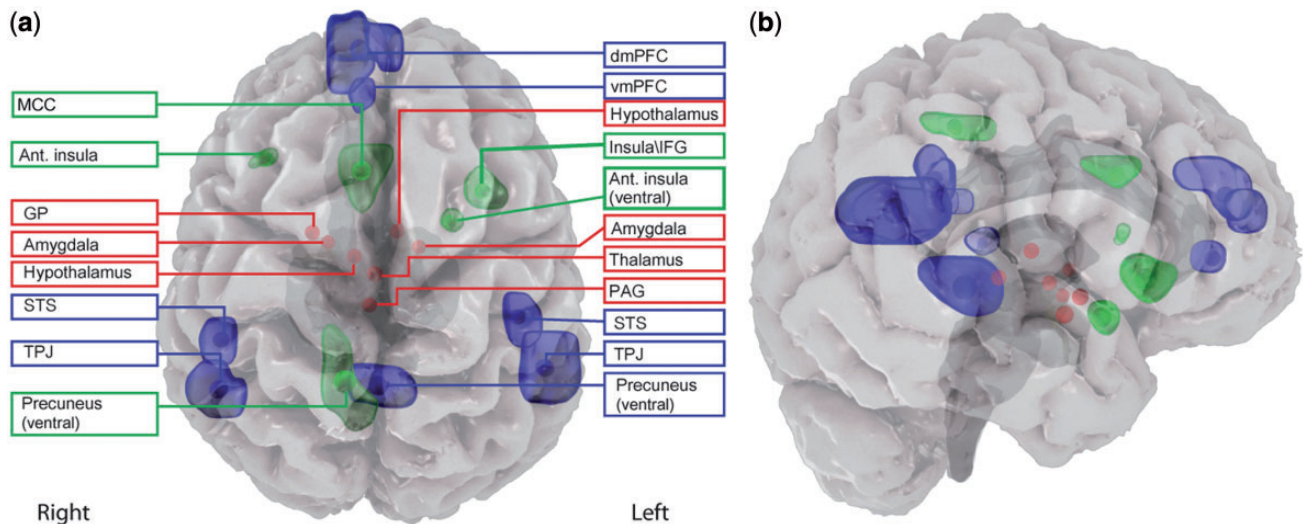 (a)
MCC
Ant. insula
GP
Amygdala
Hypothalamus
STS
TPJ
Precuneus
(ventral)
Right
dmPFC
vmPFC
Hypothalamus
Insula\IFG
Ant. insula
(ventral)
Amygdala
Thalamus
PAG
STS
TPJ
Precuneus
(ventral)
Left
(b)